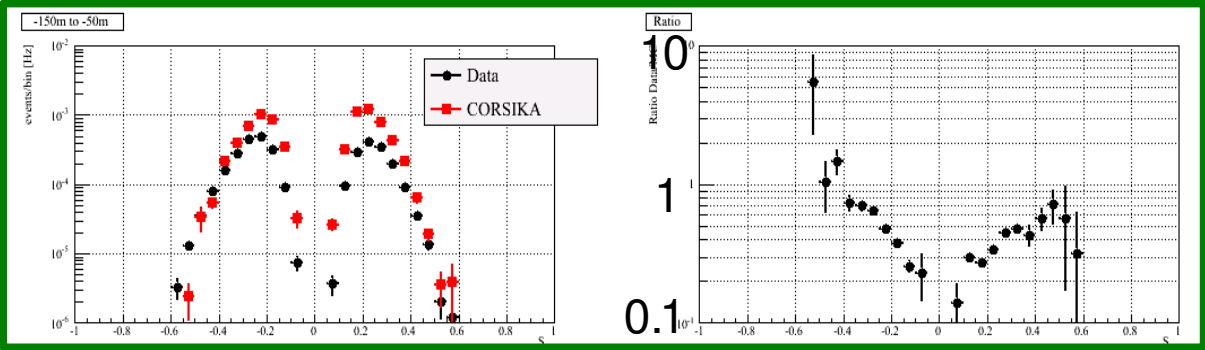 -150m to -50m
events/bin [Hz]
10-2
10-3
10-4
10-5
10-6
-1 -0.8 -0.6 -0.4 -0.2 0 0.2 0.4 0.6 0.8 1
S
Data
CORSIKA
Ratio
Ratio Data
10
1
1
0.1
10-1
-1 -0.8 -0.6 -0.4 -0.2 0 0.2 0.4 0.6 0.8 1
S